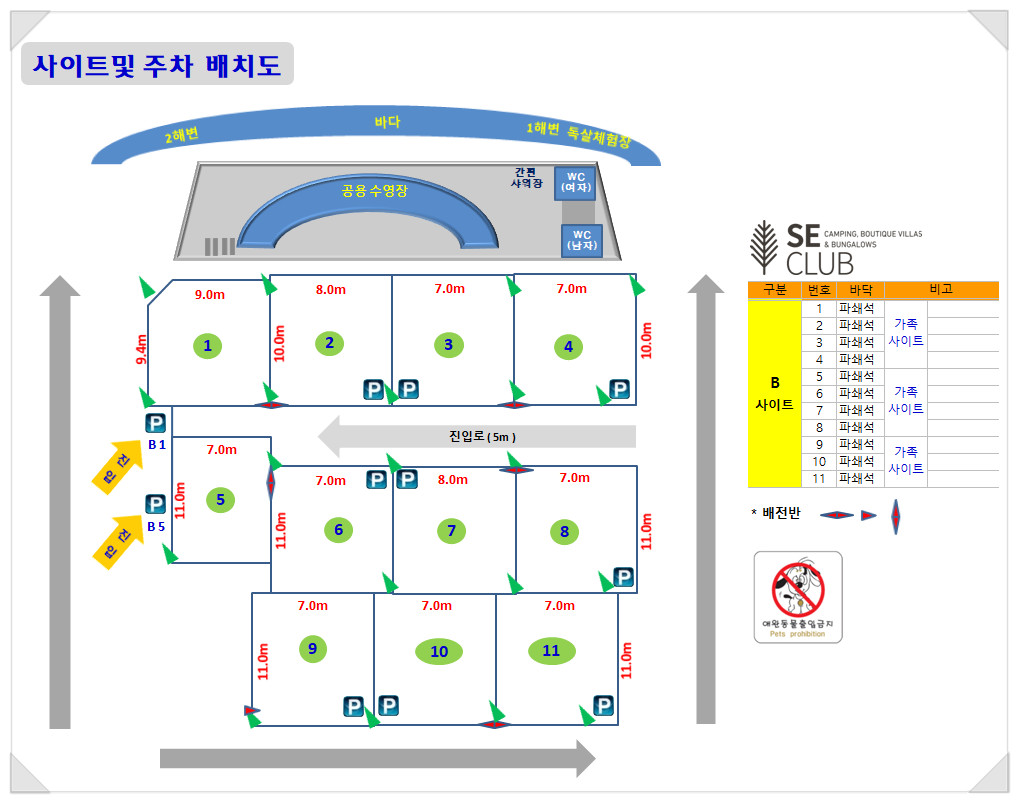 사이트및 주차 배치도
2해변
바다
1해변 독살체험장
공용 수영장
간편
샤워장
WC
(여자)
WC
(남자)
9.0m
8.0m
7.0m
7.0m
9.4m
10.0m
10.0m
1
2
3
4
P
P
P
P
B 1
진입로 ( 5m )
진입
7.0m
7.0m
8.0m
7.0m
P
P
P
11.0m
11.0m
11.0m
5
6
7
8
B 5
진입
P
7.0m
7.0m
7.0m
11.0m
11.0m
9
10
11
P
P
P
SE
CLUB
CAMPING, BOUTIQUE VILLAS
& BUNGALOWS
구분 번호 바닥 비고
B
사이트
1 파쇄석
2 파쇄석
3 파쇄석
4 파쇄석
가족
사이트
5 파쇄석
6 파쇄석
7 파쇄석
8 파쇄석
가족
사이트
9 파쇄석
10 파쇄석
11 파쇄석
가족
사이트
* 배전반
애완동물출입금지
Pets prohibition